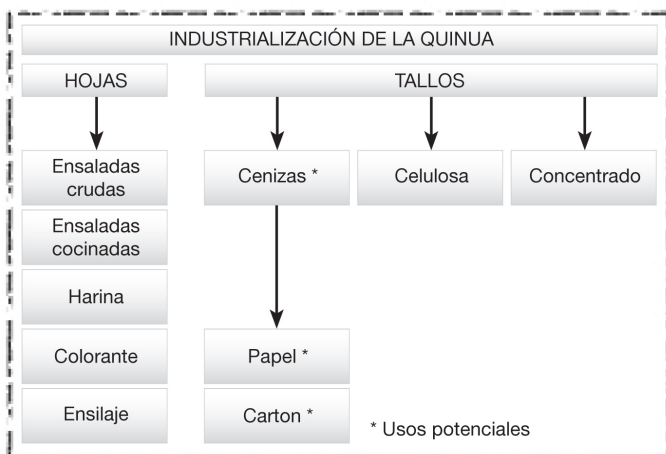 INDUSTRIALIZACIÓN DE LA QUINUA
HOJAS
TALLOS
Ensaladas
crudas
Cenizas *
Celulosa
Concentrado
Ensaladas
cocinadas
Harina
Colorante
Papel *
Ensilaje
Carton *
* Usos potenciales